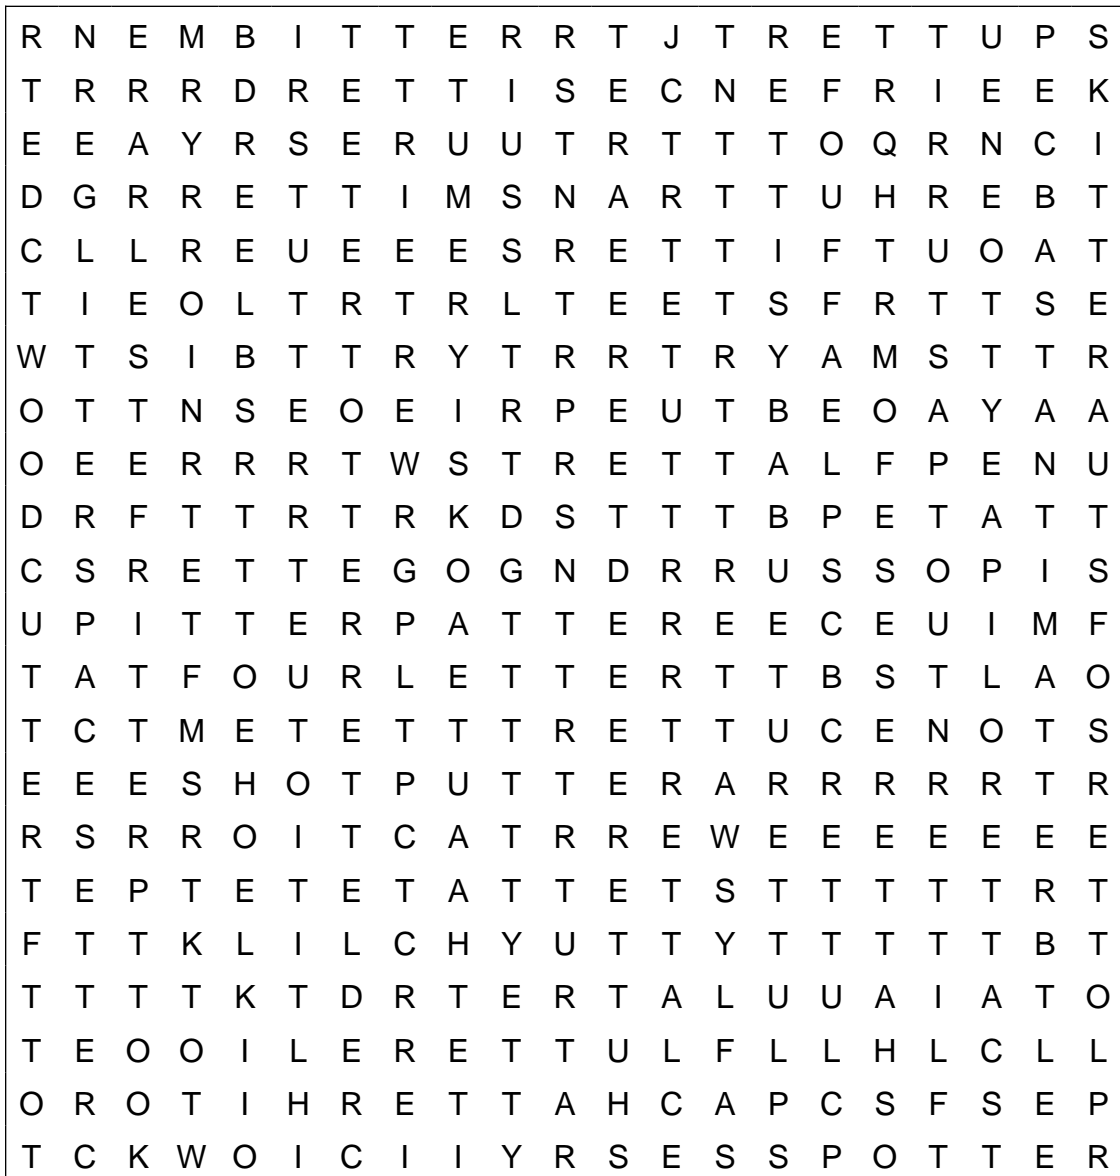 R N E M B I T T E R R T J T R E T T U P S
T R R R D R E T T I S E C N E F R I E E K
E E A Y R S E R U U T R T T T O Q R N C I
D G R R E T T I M S N A R T T U H R E B T
C L L R E U E E E S R E T T I F T U O A T
T I E O L T R T R L T E E T S F R T T S E
W T S I B T T R Y T R R T R Y A M S T T R
O T T N S E O E I R P E U T B E O A Y A A
O E E R R R T W S T R E T T A L F P E N U
D R F T T R T R K D S T T T B P E T A T T
C S R E T T E G O G N D R R U S S O P I S
U P I T T E R P A T T E R E E C E U I M F
T A T F O U R L E T T E R T T B S T L A O
T C T M E T E T T T R E T T U C E N O T S
E E E S H O T P U T T E R A R R R R R T R
R S R R O I T C A T R R E W E E E E E E E
T E P T E T E T A T T E T S T T T T T R T
F T T K L I L C H Y U T T Y T T T T T B T
T T T T K T D R T E R T A L U U A I A T O
T E O O I L E R E T T U L F L L H L C L L
O R O T I H R E T T A H C A P C S F S E P
T C K W O I C I I Y R S E S S P O T T E R